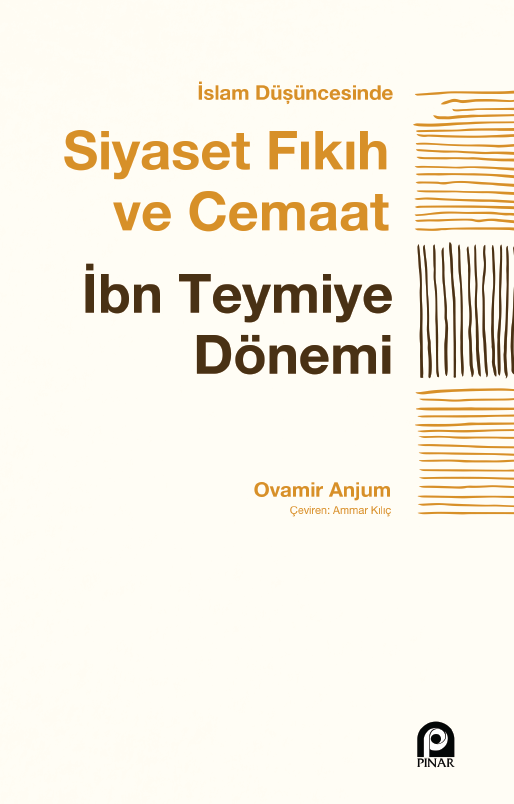 İslam Düşüncesinde
Siyaset Fıkıh
ve Cemaat
İbn Teymiye
Dönemi
Ovamir Anjum
Çeviren: Ammar Kılıç
PINAR